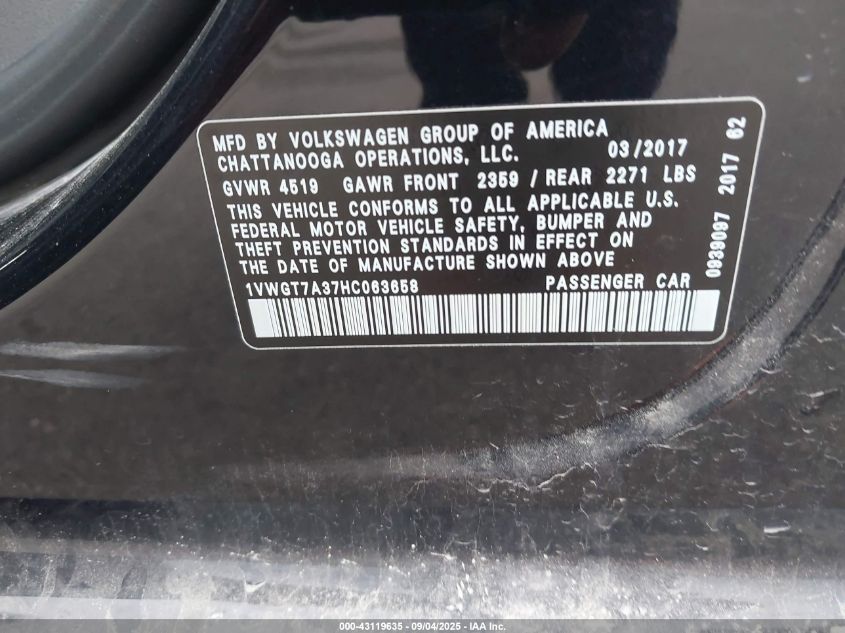 MFD BY VOLKSWAGEN GROUP OF AMERICA
CHATTANOOGA OPERATIONS, LLC. 03/2017
GVWR 4519 GAWR FRONT 2359 / REAR 2271 LBS
THIS VEHICLE CONFORMS TO ALL APPLICABLE U.S.
FEDERAL MOTOR VEHICLE SAFETY, BUMPER AND
THEFT PREVENTION STANDARDS IN EFFECT ON
THE DATE OF MANUFACTURE SHOWN ABOVE
1VWGT7A37HC063658 PASSENGER CAR
0939097 2017 62
000-43119635 - 09/04/2025 - IAA Inc.